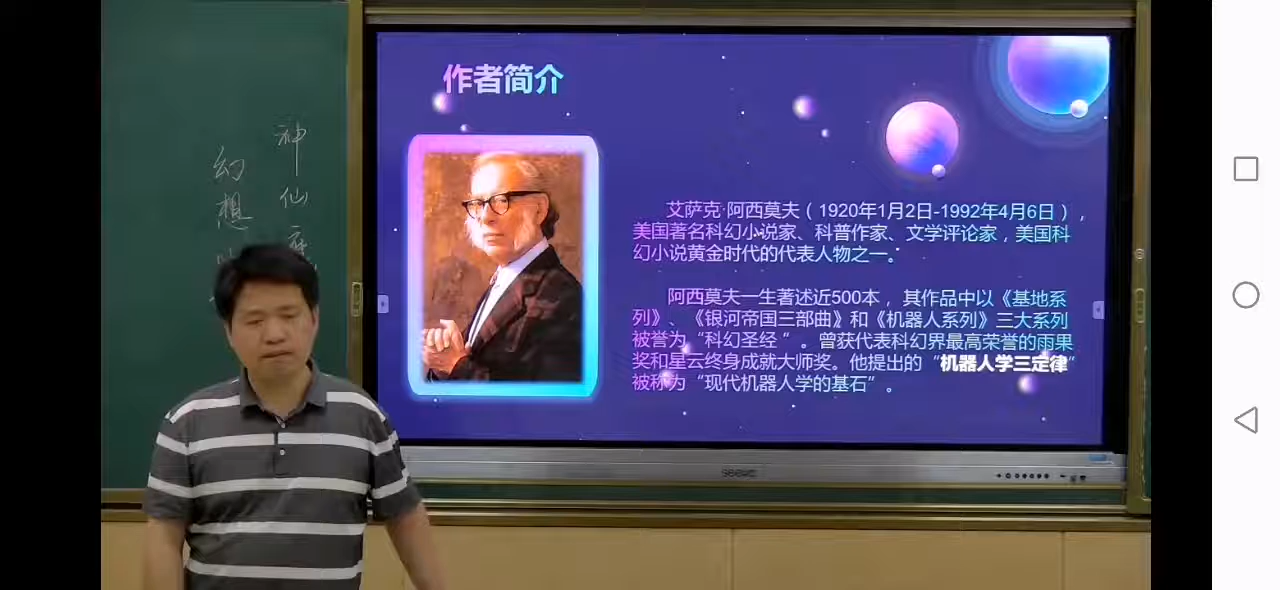 神仙
幻想
作者简介
艾萨克·阿西莫夫（1920年1月2日-1992年4月6日），
美国著名科幻小说家、科普作家、文学评论家，美国科
幻小说黄金时代的代表人物之一。
阿西莫夫一生著述近500本，其作品中以《基地系
列》、《银河帝国三部曲》和《机器人系列》三大系列
被誉为“科幻圣经”。曾获代表科幻界最高荣誉的雨果
奖和星云终身成就大师奖。他提出的“机器人学三定律”
被称为“现代机器人学的基石”。